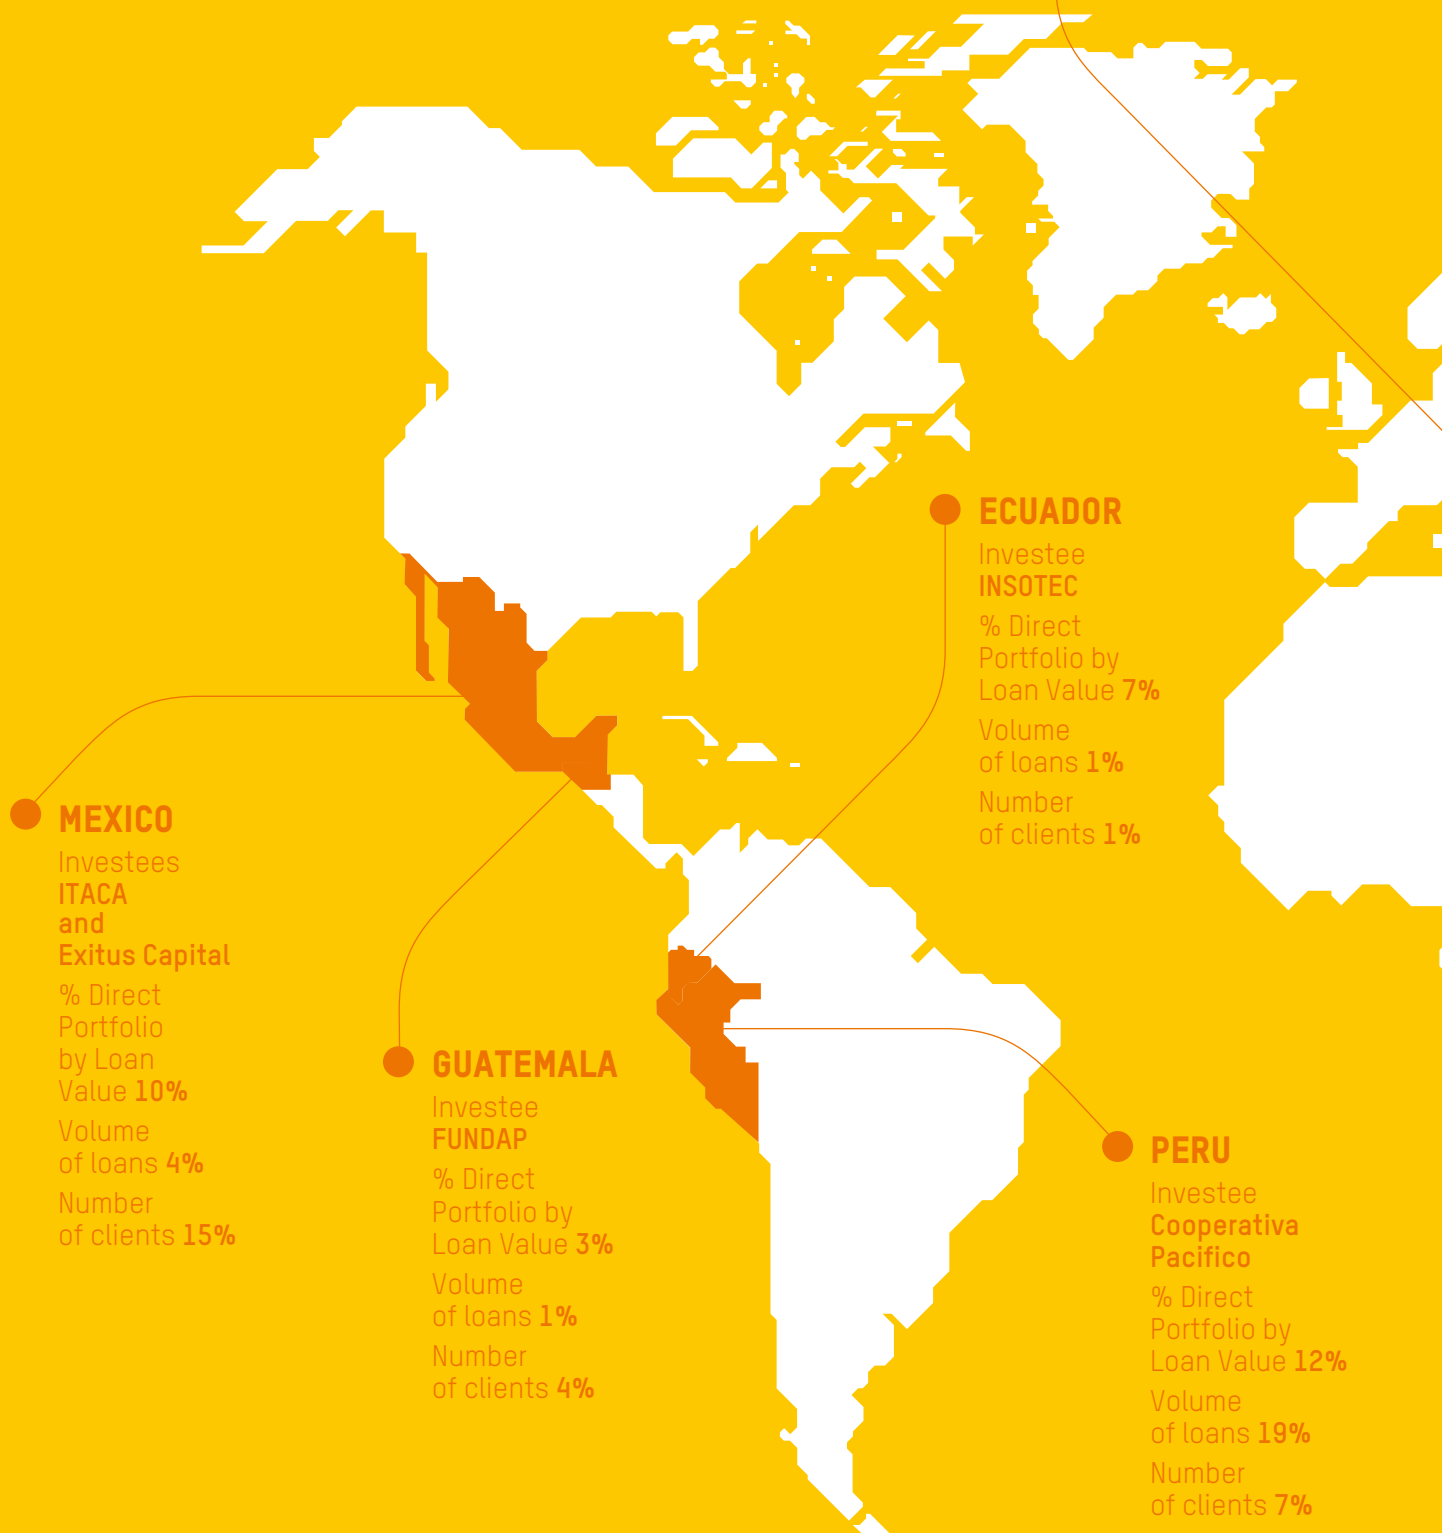 ECUADOR
Investee
INSOTEC
% Direct
Portfolio by
Loan Value 7%
Volume
of loans 1%
Number
of clients 1%
MEXICO
Investees
ITACA
and
Exitus Capital
% Direct
Portfolio
by Loan
Value 10%
Volume
of loans 4%
Number
of clients 15%
GUATEMALA
Investee
FUNDAP
% Direct
Portfolio by
Loan Value 3%
Volume
of loans 1%
Number
of clients 4%
PERU
Investee
Cooperativa
Pacifico
% Direct
Portfolio by
Loan Value 12%
Volume
of loans 19%
Number
of clients 7%